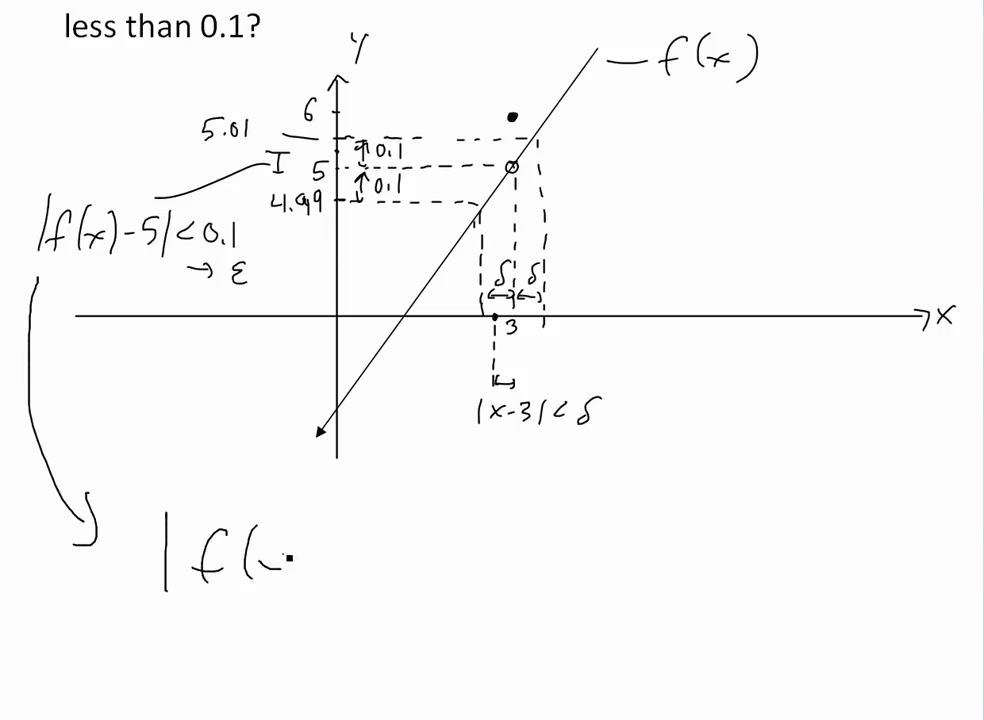 less than 0.1?
y
— f(x)
6
5.01
0.1
I 5
0.1
4.99
|f(x)-5|<0.1
→ ε
δ δ
3
x
|x-3|<δ
|f(